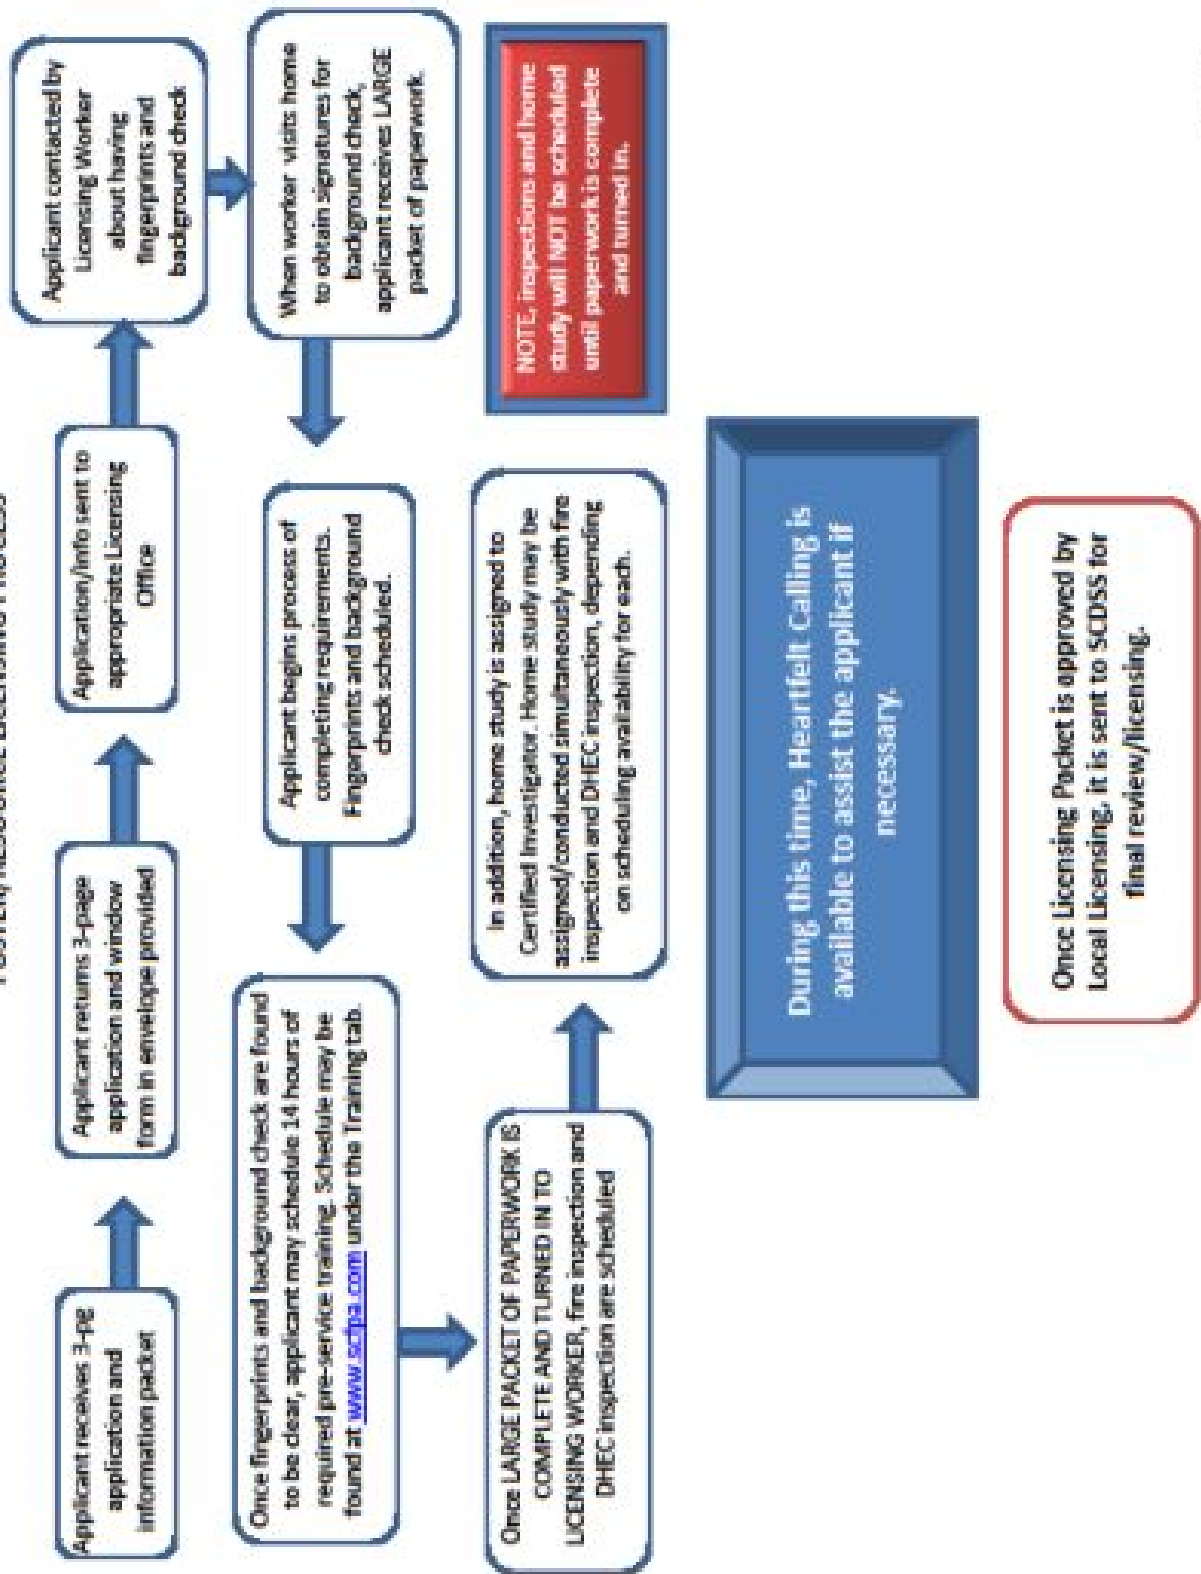 FOSTER/RESOURCE LICENSING PROCESS
Applicant receives 3-pg
application and
information packet
Applicant returns 3-page
application and window
form in envelope provided
Application/info sent to
appropriate Licensing
Office
Applicant contacted by
Licensing Worker
about having
fingerprints and
background check
When worker visits home
to obtain signatures for
background check,
applicant receives LARGE
packet of paperwork.
Applicant begins process of
completing requirements.
Fingerprints and background
check scheduled.
Once fingerprints and background check are found
to be clear, applicant may schedule 14 hours of
required pre-service training. Schedule may be
found at www.scfpa.com under the Training tab.
Once LARGE PACKET OF PAPERWORK IS
COMPLETE AND TURNED IN TO
LICENSING WORKER, fire inspection and
DHEC inspection are scheduled
In addition, home study is assigned to
Certified Investigator. Home study may be
assigned/conducted simultaneously with fire
inspection and DHEC inspection, depending
on scheduling availability for each.
NOTE, inspections and home
study will NOT be scheduled
until paperwork is complete
and turned in.
During this time, Heartfelt Calling is
available to assist the applicant if
necessary.
Once Licensing Packet is approved by
Local Licensing, it is sent to SCDSS for
final review/licensing.